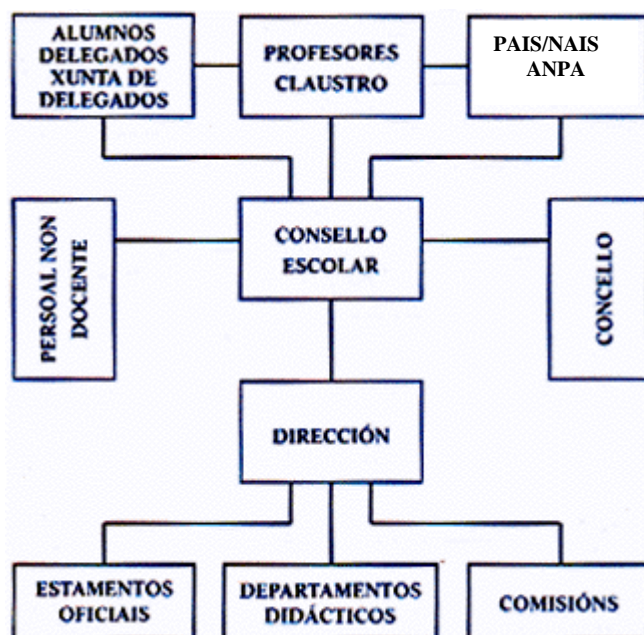 ALUMNOS
DELEGADOS
XUNTA DE
DELEGADOS
PROFESORES
CLAUSTRO
PAIS/NAIS
ANPA
PERSOAL NON
DOCENTE
CONSELLO
ESCOLAR
CONCELLO
DIRECCIÓN
ESTAMENTOS
OFICIAIS
DEPARTAMENTOS
DIDÁCTICOS
COMISIÓNS